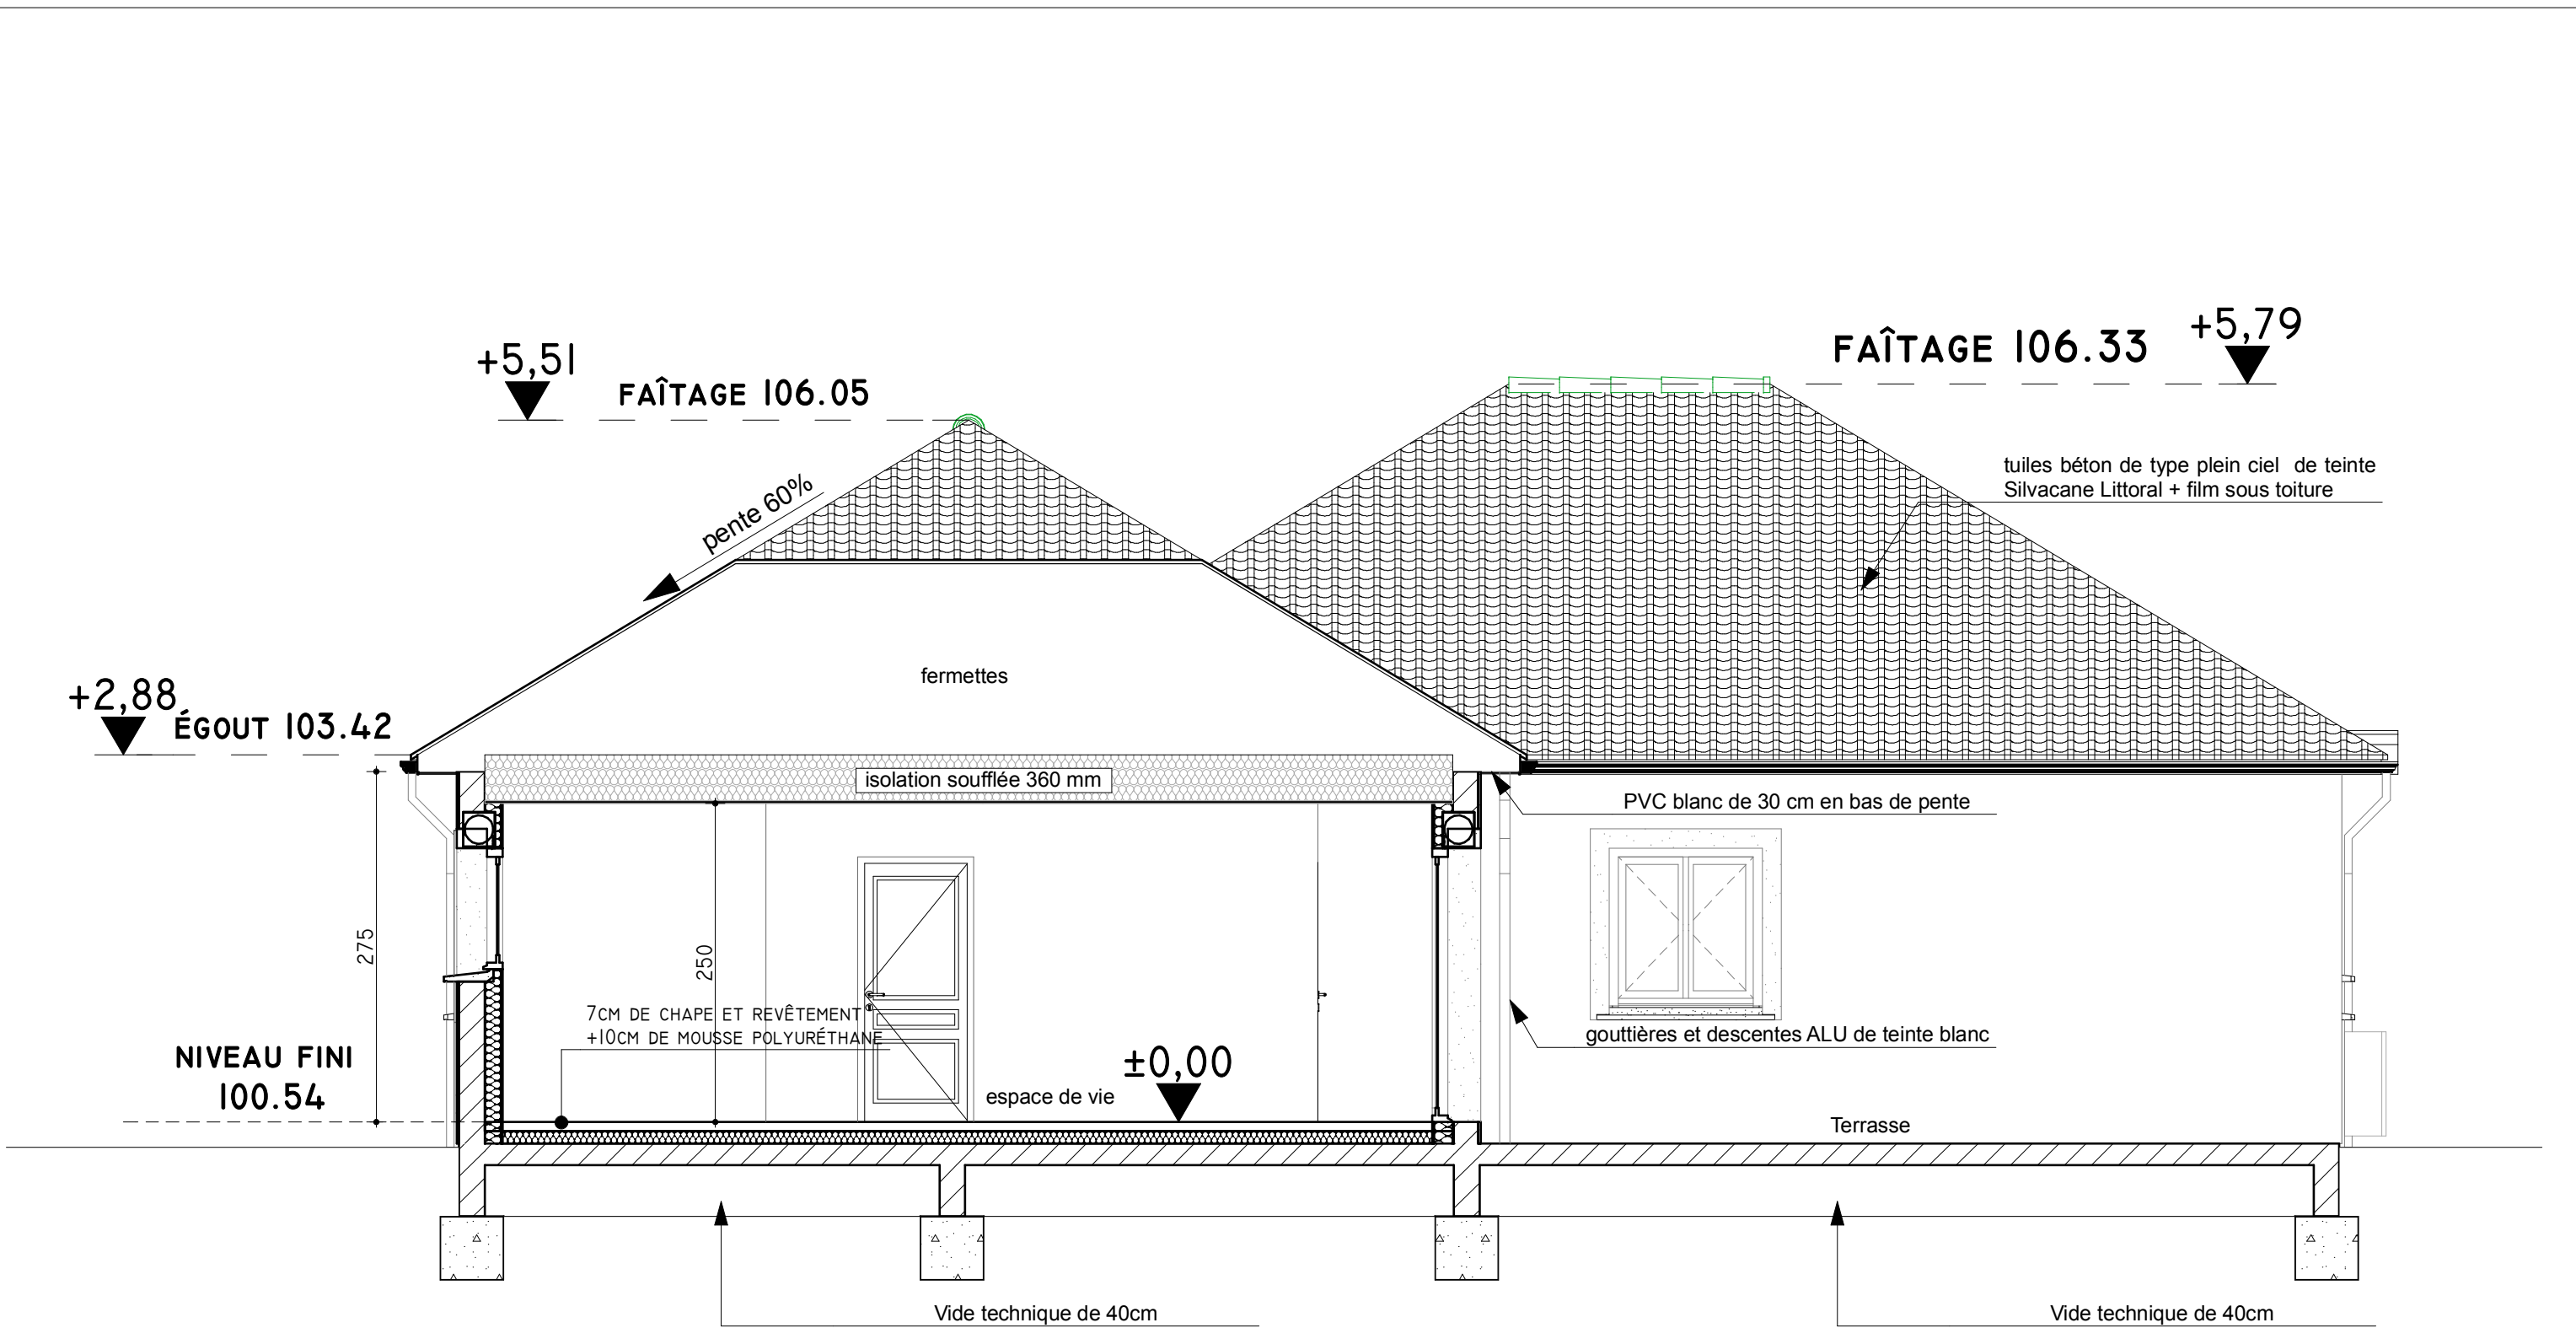 FAÎTAGE 106.33
+5,79
+5,51
FAÎTAGE 106.05
tuiles béton de type plein ciel de teinte
Silvacane Littoral + film sous toiture
pente 60%
fermettes
+2,88
ÉGOUT 103.42
isolation soufflée 360 mm
PVC blanc de 30 cm en bas de pente
275
250
7CM DE CHAPE ET REVÊTEMENT
+10CM DE MOUSSE POLYURÉTHANE
gouttières et descentes ALU de teinte blanc
NIVEAU FINI
100.54
±0,00
espace de vie
Terrasse
Vide technique de 40cm
Vide technique de 40cm